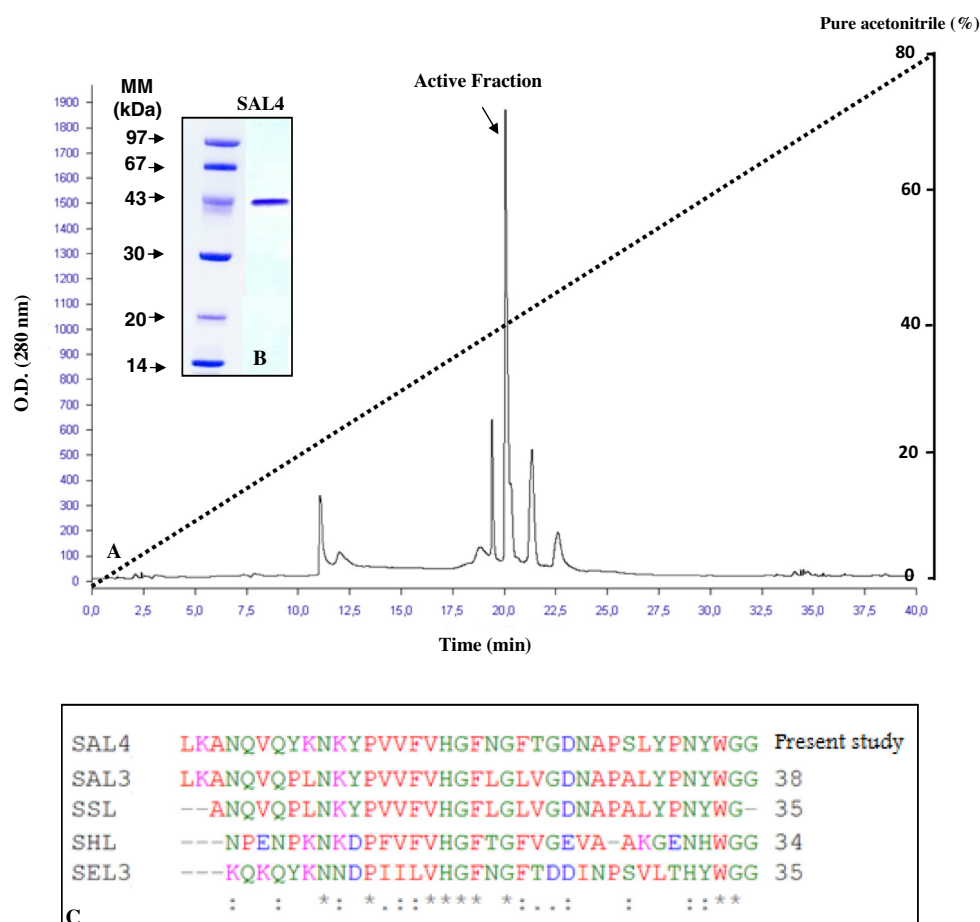 Pure acetonitrile (%)
80
60
40
20
0
MM
(kDa)
SAL4
97
67
43
30
20
14
B
Active Fraction
O.D. (280 nm)
1900
1800
1700
1600
1500
1400
1300
1200
1100
1000
900
800
700
600
500
400
300
200
100
0
A
0,0 2,5 5,0 7,5 10,0 12,5 15,0 17,5 20,0 22,5 25,0 27,5 30,0 32,5 35,0 37,5 40,0
Time (min)
SAL4 LKANQVQYKNKYPVVFVHGFNGFTGDNAPSLYPNYWGG Present study
SAL3 LKANQVQPLNKYPVVFVHGFLGLVGDNAPALYPNYWGG 38
SSL --ANQVQPLNKYPVVFVHGFLGLVGDNAPALYPNYWG- 35
SHL ---NPENPKNKDPFVFVHGFTGFVGEVA-AKGENHWGG 34
SEL3 ---KQKQYKNNDPIILVHGFNGFTDDINPSVLTHYWGG 35
: : *: *.::**** *:..: : ::**
C